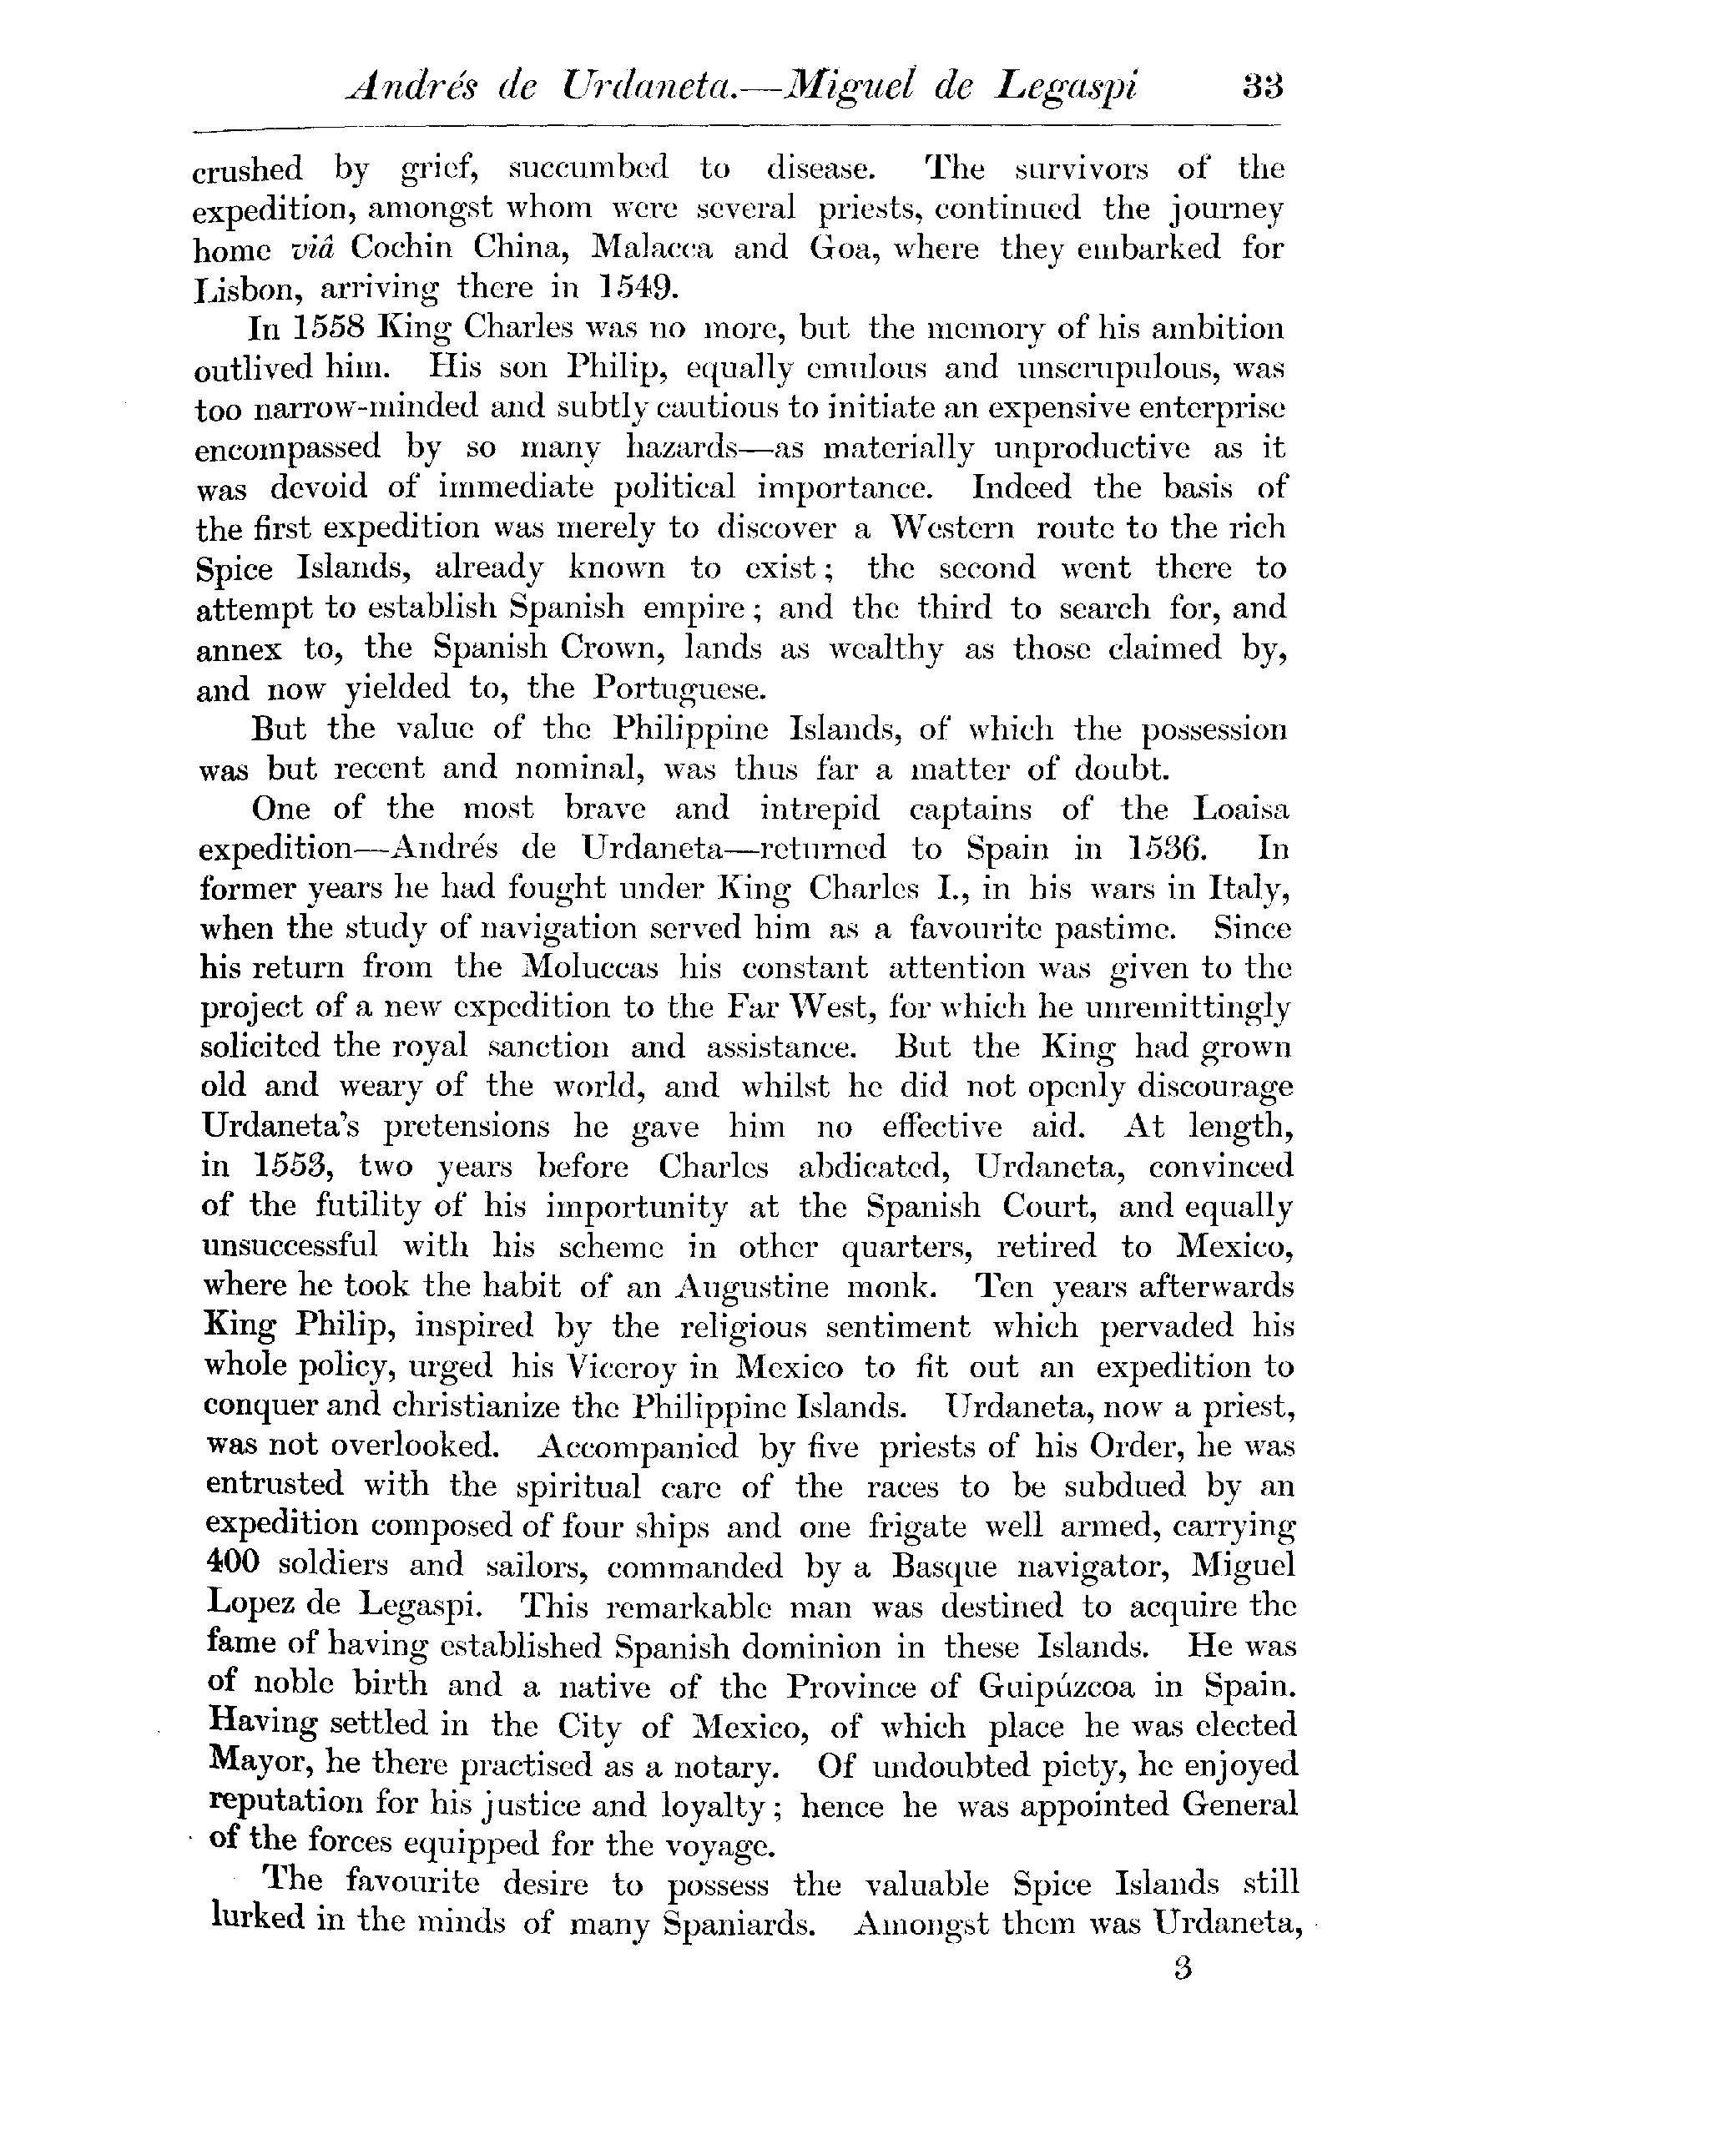 Andrés de Urdaneta.—Miguel de Legaspi 33
crushed by grief, succumbed to disease. The survivors of the
expedition, amongst whom were several priests, continued the journey
home viâ Cochin China, Malacca and Goa, where they embarked for
Lisbon, arriving there in 1549.
In 1558 King Charles was no more, but the memory of his ambition
outlived him. His son Philip, equally emulous and unscrupulous, was
too narrow-minded and subtly cautious to initiate an expensive enterprise
encompassed by so many hazards—as materially unproductive as it
was devoid of immediate political importance. Indeed the basis of
the first expedition was merely to discover a Western route to the rich
Spice Islands, already known to exist; the second went there to
attempt to establish Spanish empire; and the third to search for, and
annex to, the Spanish Crown, lands as wealthy as those claimed by,
and now yielded to, the Portuguese.
But the value of the Philippine Islands, of which the possession
was but recent and nominal, was thus far a matter of doubt.
One of the most brave and intrepid captains of the Loaisa
expedition—Andrés de Urdaneta—returned to Spain in 1536. In
former years he had fought under King Charles I., in his wars in Italy,
when the study of navigation served him as a favourite pastime. Since
his return from the Moluccas his constant attention was given to the
project of a new expedition to the Far West, for which he unremittingly
solicited the royal sanction and assistance. But the King had grown
old and weary of the world, and whilst he did not openly discourage
Urdaneta's pretensions he gave him no effective aid. At length,
in 1553, two years before Charles abdicated, Urdaneta, convinced
of the futility of his importunity at the Spanish Court, and equally
unsuccessful with his scheme in other quarters, retired to Mexico,
where he took the habit of an Augustine monk. Ten years afterwards
King Philip, inspired by the religious sentiment which pervaded his
whole policy, urged his Viceroy in Mexico to fit out an expedition to
conquer and christianize the Philippine Islands. Urdaneta, now a priest,
was not overlooked. Accompanied by five priests of his Order, he was
entrusted with the spiritual care of the races to be subdued by an
expedition composed of four ships and one frigate well armed, carrying
400 soldiers and sailors, commanded by a Basque navigator, Miguel
Lopez de Legaspi. This remarkable man was destined to acquire the
fame of having established Spanish dominion in these Islands. He was
of noble birth and a native of the Province of Guipúzcoa in Spain.
Having settled in the City of Mexico, of which place he was elected
Mayor, he there practised as a notary. Of undoubted piety, he enjoyed
reputation for his justice and loyalty; hence he was appointed General
of the forces equipped for the voyage.
The favourite desire to possess the valuable Spice Islands still
lurked in the minds of many Spaniards. Amongst them was Urdaneta,
3